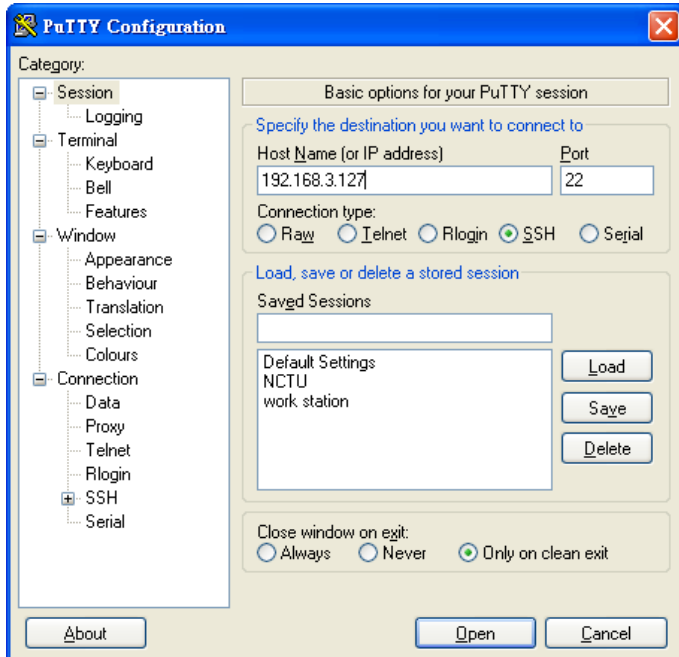 PuTTY Configuration
Category:
Session
Logging
Terminal
Keyboard
Bell
Features
Window
Appearance
Behaviour
Translation
Selection
Colours
Connection
Data
Proxy
Telnet
Rlogin
SSH
Serial
Basic options for your PuTTY session
Specify the destination you want to connect to
Host Name (or IP address) Port
192.168.3.127 22
Connection type:
Raw Telnet Rlogin SSH Serial
Load, save or delete a stored session
Saved Sessions
Default Settings
NCTU
work station
Load
Save
Delete
Close window on exit:
Always Never Only on clean exit
About Open Cancel